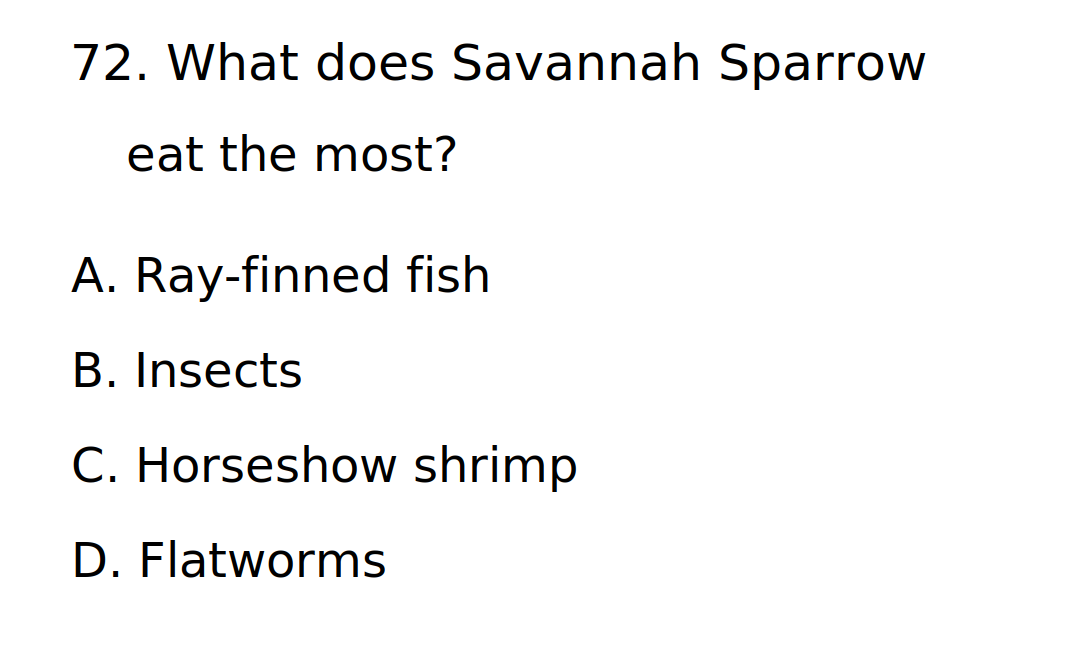 72. What does Savannah Sparrow
eat the most?
A. Ray-finned fish
B. Insects
C. Horseshow shrimp
D. Flatworms